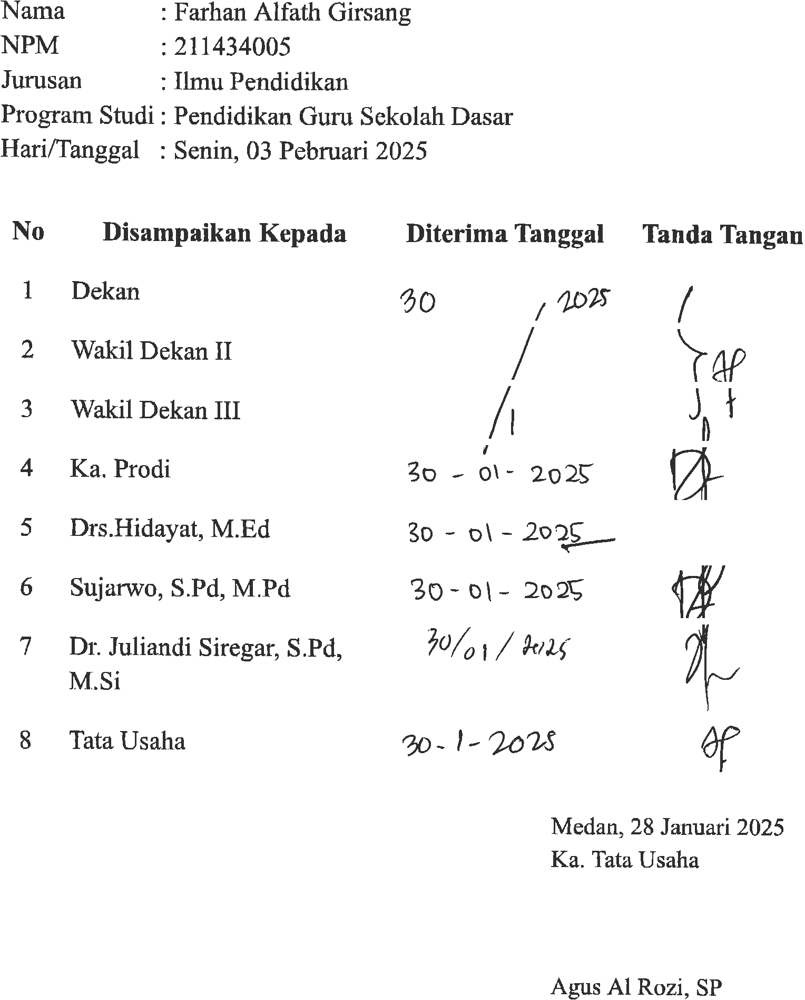 Nama : Farhan Alfath Girsang
NPM : 211434005
Jurusan : Ilmu Pendidikan
Program Studi : Pendidikan Guru Sekolah Dasar
Hari/Tanggal : Senin, 03 Pebruari 2025
No Disampaikan Kepada Diterima Tanggal Tanda Tangan
1 Dekan 30 / 1 / 2025
2 Wakil Dekan II
3 Wakil Dekan III
4 Ka. Prodi 30 - 01 - 2025
5 Drs.Hidayat, M.Ed 30 - 01 - 2025
6 Sujarwo, S.Pd, M.Pd 30 - 01 - 2025
7 Dr. Juliandi Siregar, S.Pd, 30/01/2025
M.Si
8 Tata Usaha 30 - 1 - 2025
Medan, 28 Januari 2025
Ka. Tata Usaha
Agus Al Rozi, SP